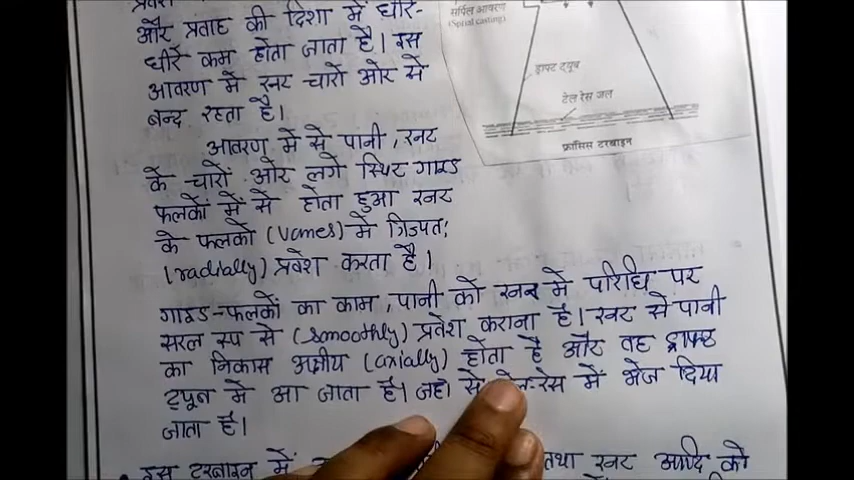 और प्रवाह की दिशा में धीरे-
धीरे कम होता जाता है। इस
आवरण में रनर चारों ओर से
बन्द रहता है।
आवरण में से पानी, रनर
के चारों ओर लगे स्थिर गाइड
फलकों में से होता हुआ रनर
के फलकों (Vanes) में त्रिज्यत:
(radially) प्रवेश करता है।
गाइड-फलकों का काम, पानी को रनर में परिधि पर
सरल रूप से (smoothly) प्रवेश कराना है। रनर से पानी
का निकास अक्षीय (axially) होता है और वह ड्राफ्ट
ट्यूब में आ जाता है। जहाँ से टेल-रेस में भेज दिया
जाता है।
इस टरबाइन में
तथा रनर आदि को
सर्पिल आवरण
(Spiral casing)
ड्राफ्ट ट्यूब
टेल रेस जल
फ्रांसिस टरबाइन